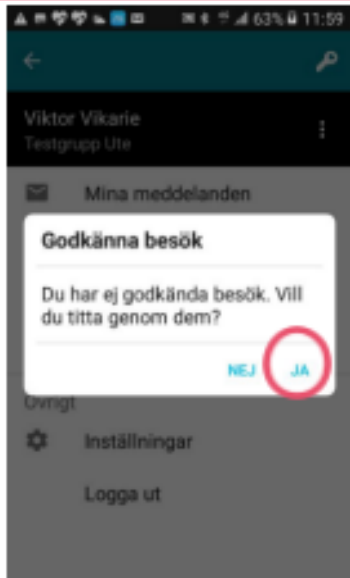 63% 11:59
Viktor Vikarie
Testgrupp Ute
Mina meddelanden
Godkänna besök
Du har ej godkända besök. Vill
du titta genom dem?
NEJ JA
Övrigt
Inställningar
Logga ut